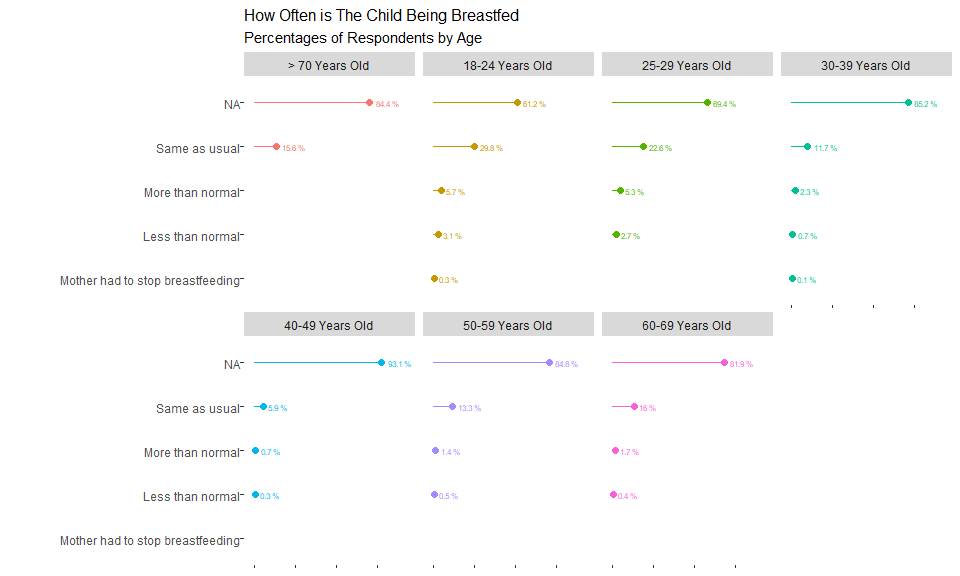 How Often is The Child Being Breastfed
Percentages of Respondents by Age
> 70 Years Old 18-24 Years Old 25-29 Years Old 30-39 Years Old
NA 84.4 % 61.2 % 69.4 % 85.2 %
Same as usual 15.6 % 29.8 % 22.6 % 11.7 %
More than normal 5.7 % 5.3 % 2.3 %
Less than normal 3.1 % 2.7 % 0.7 %
Mother had to stop breastfeeding 0.3 % 0.1 %
40-49 Years Old 50-59 Years Old 60-69 Years Old
NA 93.1 % 84.8 % 81.9 %
Same as usual 5.9 % 13.3 % 16 %
More than normal 0.7 % 1.4 % 1.7 %
Less than normal 0.3 % 0.5 % 0.4 %
Mother had to stop breastfeeding